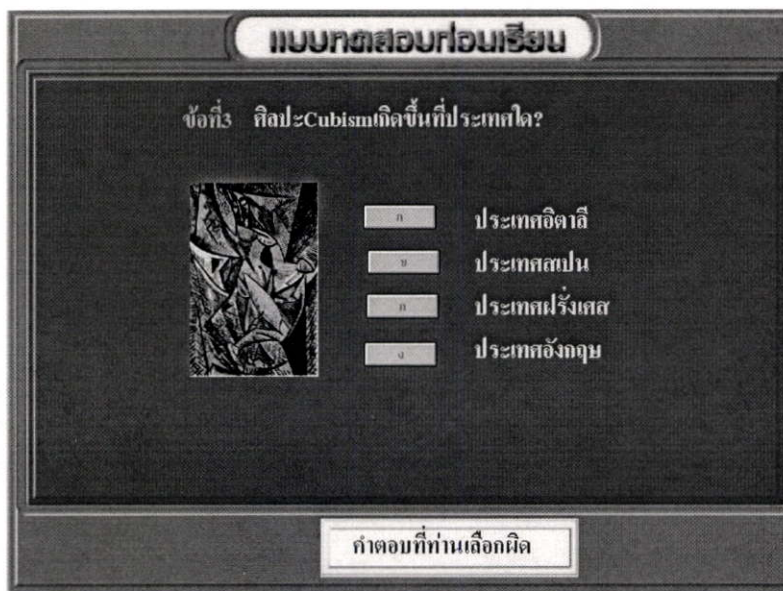 แบบทดสอบก่อนเรียน
ข้อที่3 ศิลปะCubismเกิดขึ้นที่ประเทศใด?
ก ประเทศอิตาลี
ข ประเทศสเปน
ก ประเทศฝรั่งเศส
ง ประเทศอังกฤษ
คำตอบที่ท่านเลือกผิด